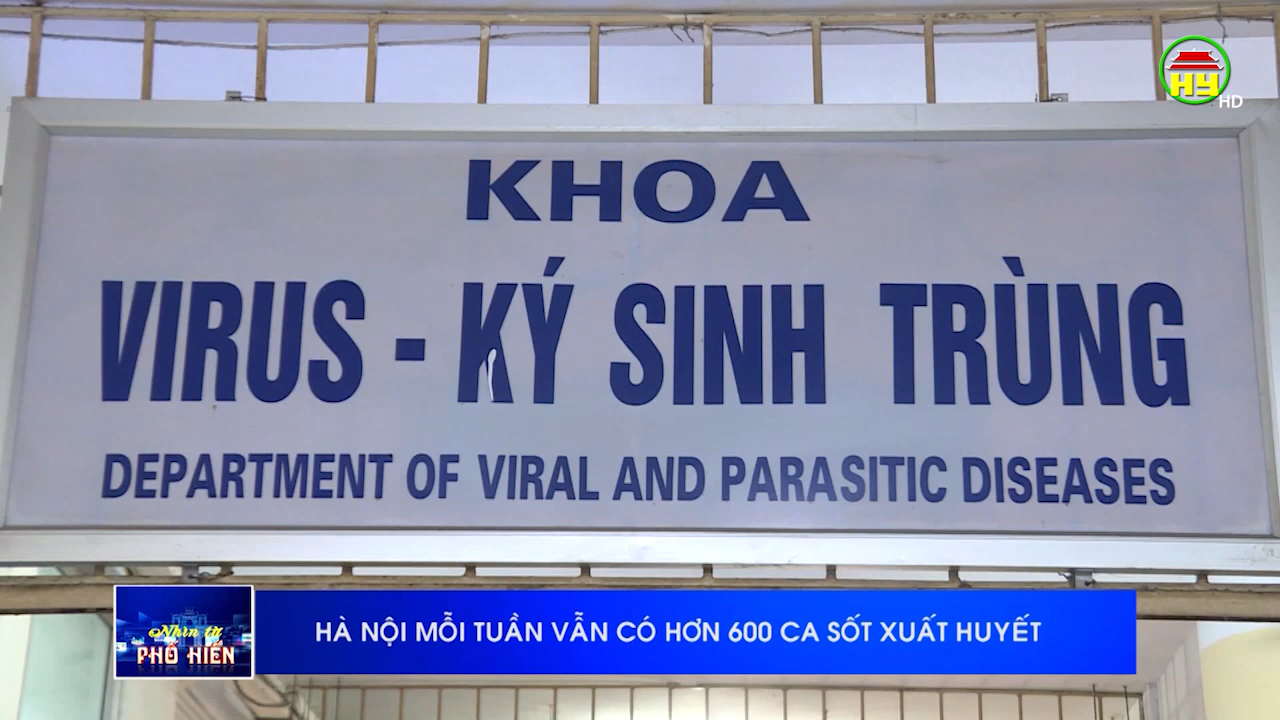 HY
HD
KHOA
VIRUS - KÝ SINH TRÙNG
DEPARTMENT OF VIRAL AND PARASITIC DISEASES
Nhìn từ
PHỐ HIẾN
HÀ NỘI MỖI TUẦN VẪN CÓ HƠN 600 CA SỐT XUẤT HUYẾT